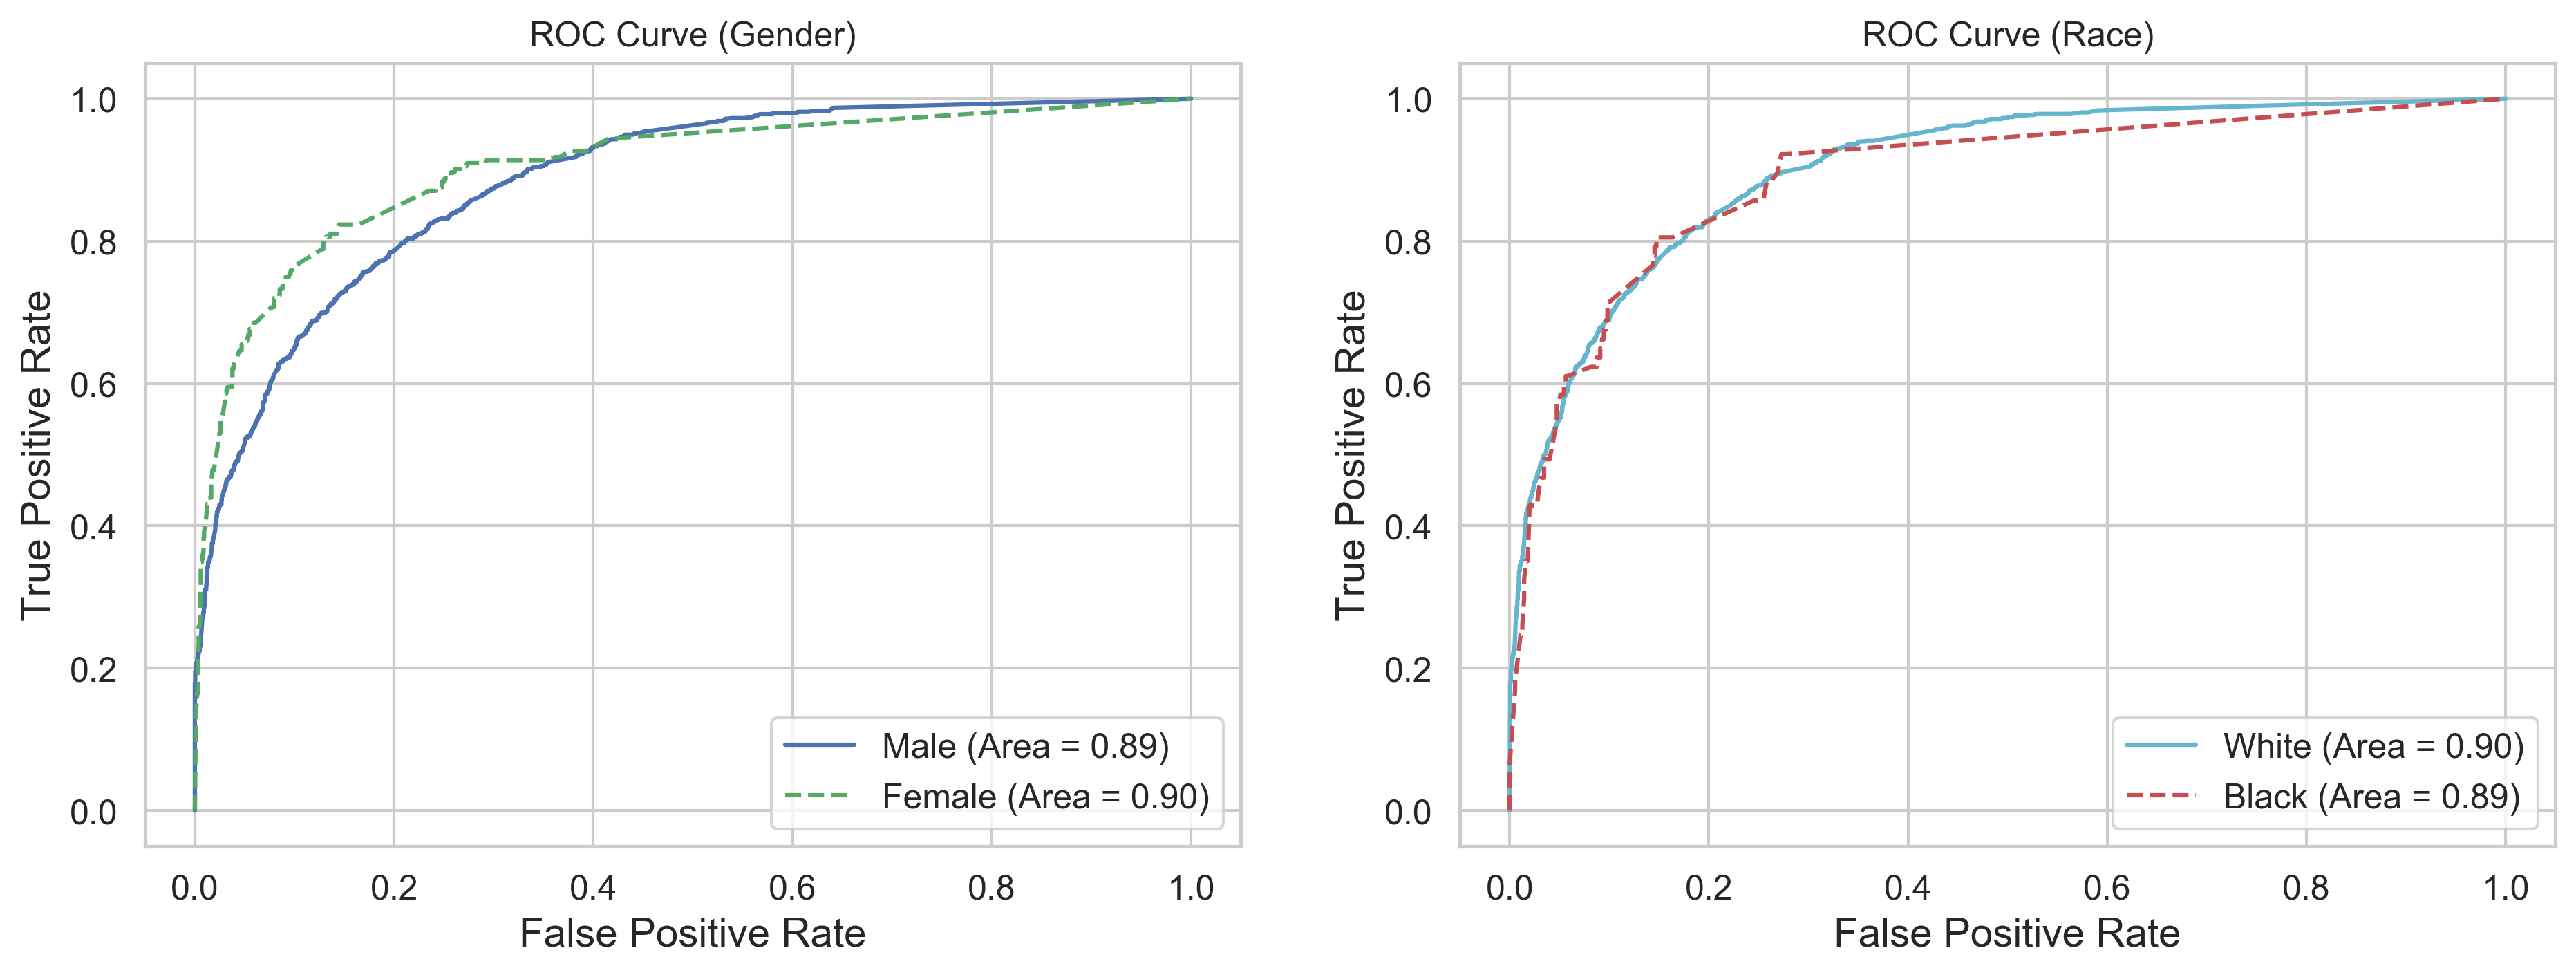 ROC Curve (Gender)
True Positive Rate
1.0
0.8
0.6
0.4
0.2
0.0
0.0 0.2 0.4 0.6 0.8 1.0
False Positive Rate
Male (Area = 0.89)
Female (Area = 0.90)
ROC Curve (Race)
True Positive Rate
1.0
0.8
0.6
0.4
0.2
0.0
0.0 0.2 0.4 0.6 0.8 1.0
False Positive Rate
White (Area = 0.90)
Black (Area = 0.89)